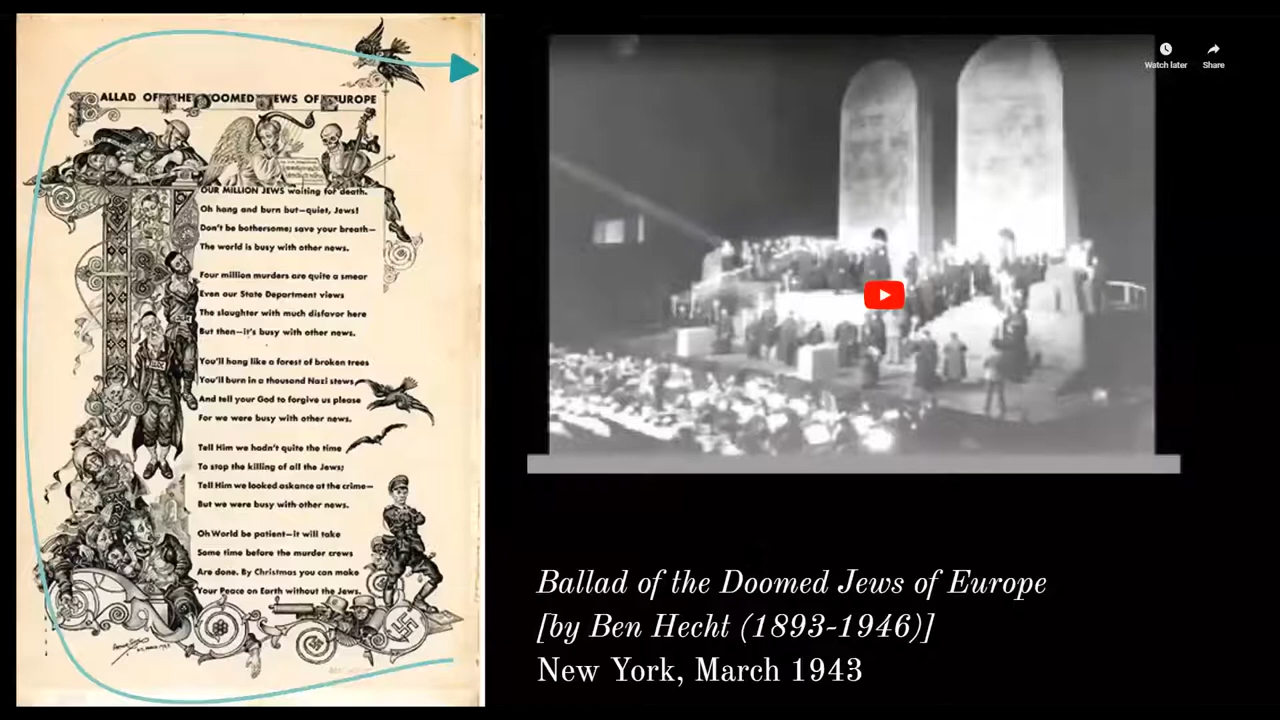 BALLAD OF THE DOOMED JEWS OF EUROPE
FOUR MILLION JEWS waiting for death.
Oh hang and burn but—quiet, Jews!
Don't be bothersome; save your breath—
The world is busy with other news.
Four million murders are quite a smear
Even our State Department views
The slaughter with much disfavor here
But then—it's busy with other news.
You'll hang like a forest of broken trees
You'll burn in a thousand Nazi stews
And tell your God to forgive us please
For we were busy with other news.
Tell Him we hadn't quite the time
To stop the killing of all the Jews;
Tell Him we looked askance at the crime—
But we were busy with other news.
Oh World be patient—it will take
Some time before the murder crews
Are done. By Christmas you can make
Your Peace on Earth without the Jews.
Watch later Share
Ballad of the Doomed Jews of Europe
[by Ben Hecht (1893-1946)]
New York, March 1943